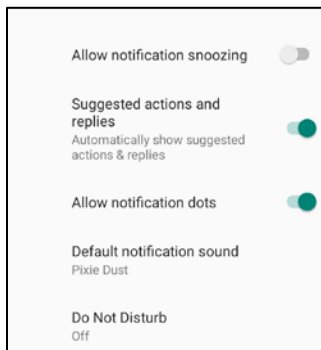 Allow notification snoozing
Suggested actions and
replies
Automatically show suggested
actions & replies
Allow notification dots
Default notification sound
Pixie Dust
Do Not Disturb
Off